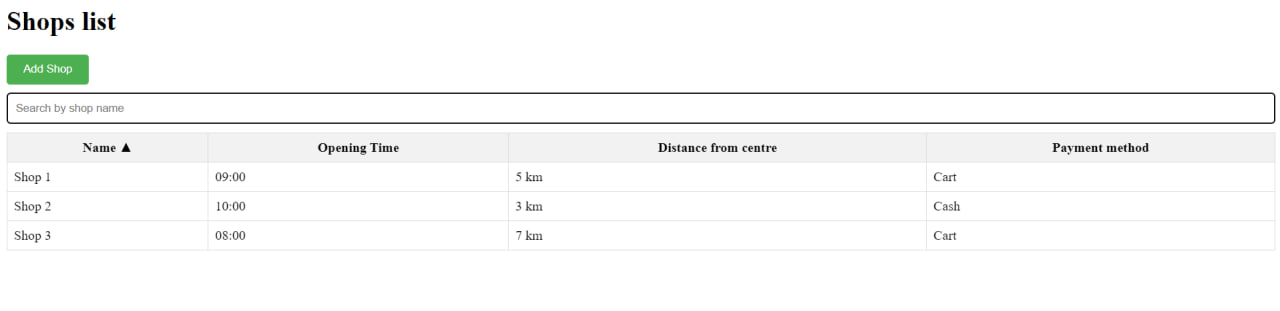 Shops list
Add Shop
Search by shop name
Name ▲ Opening Time Distance from centre Payment method
Shop 1 09:00 5 km Cart
Shop 2 10:00 3 km Cash
Shop 3 08:00 7 km Cart